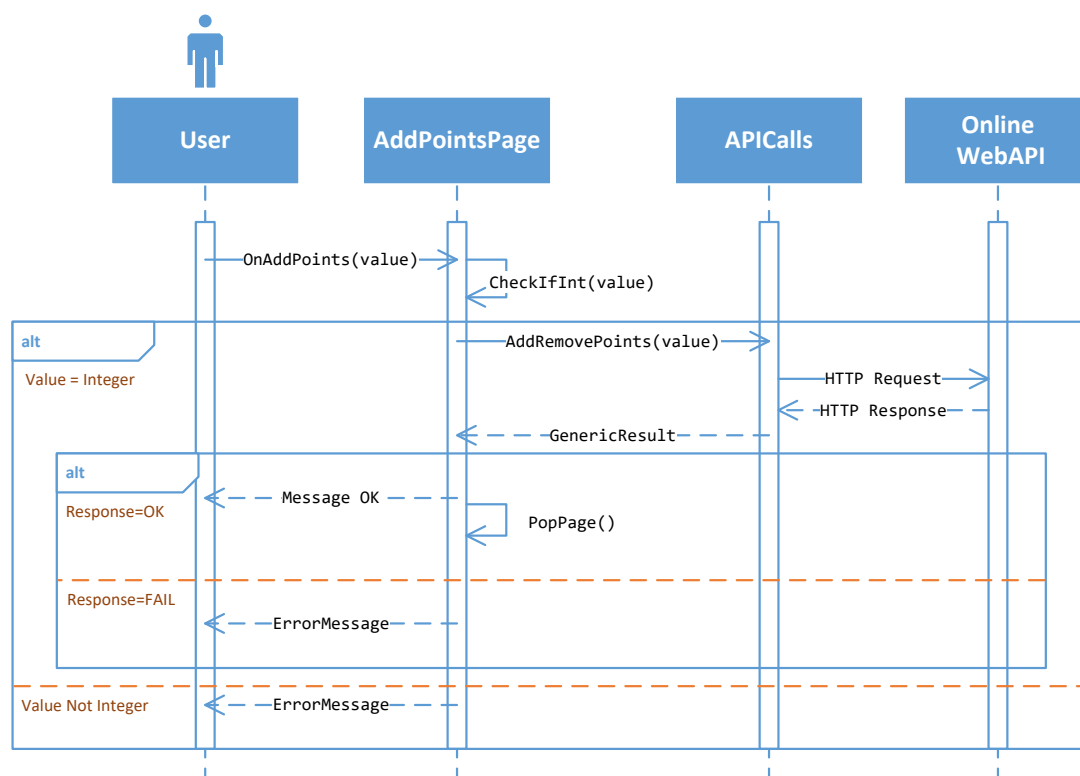 User
AddPointsPage
APICalls
Online
WebAPI
OnAddPoints(value)
CheckIfInt(value)
alt
AddRemovePoints(value)
Value = Integer
HTTP Request
HTTP Response
GenericResult
alt
Message OK
Response=OK
PopPage()
Response=FAIL
ErrorMessage
Value Not Integer
ErrorMessage